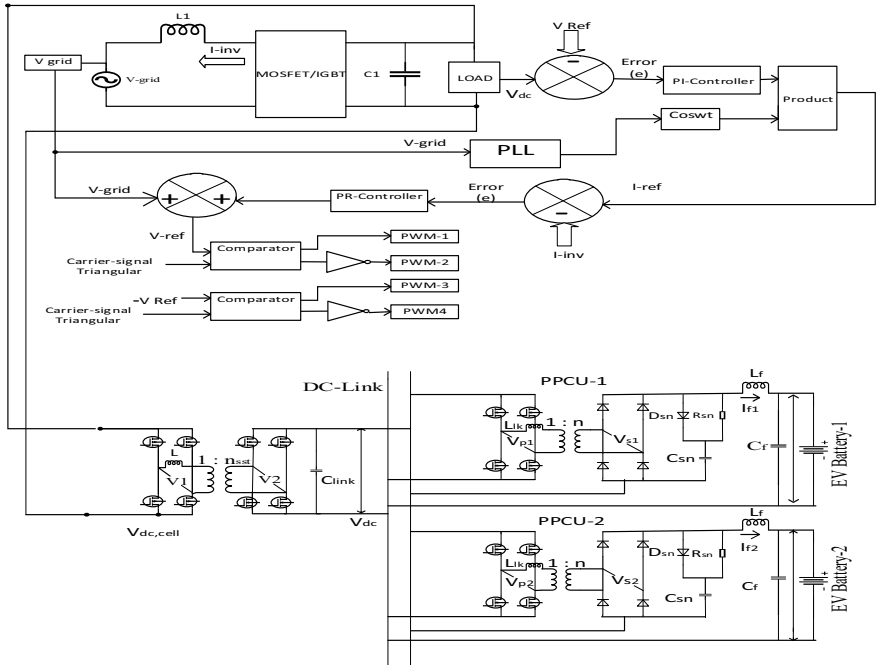 L1
V Ref
I-inv
V grid
V-grid
MOSFET/IGBT
C1
LOAD
-
Error
(e)
PI-Controller
Product
Vdc
Coswt
V-grid
PLL
V-grid
+ +
PR-Controller
Error
(e)
-
I-ref
I-inv
V-ref
Comparator
PWM-1
Carrier-signal
Triangular
PWM-2
-V Ref
Comparator
PWM-3
Carrier-signal
Triangular
PWM4
DC-Link
PPCU-1
Lf
If1
Llk
1 : n
Dsn
Rsn
Vp1
Vs1
Csn
Cf
+
-
EV Battery-1
L
1 : nsst
V1
V2
Clink
Vdc,cell
Vdc
PPCU-2
Lf
If2
Llk
1 : n
Dsn
Rsn
Vp2
Vs2
Csn
Cf
+
-
EV Battery-2